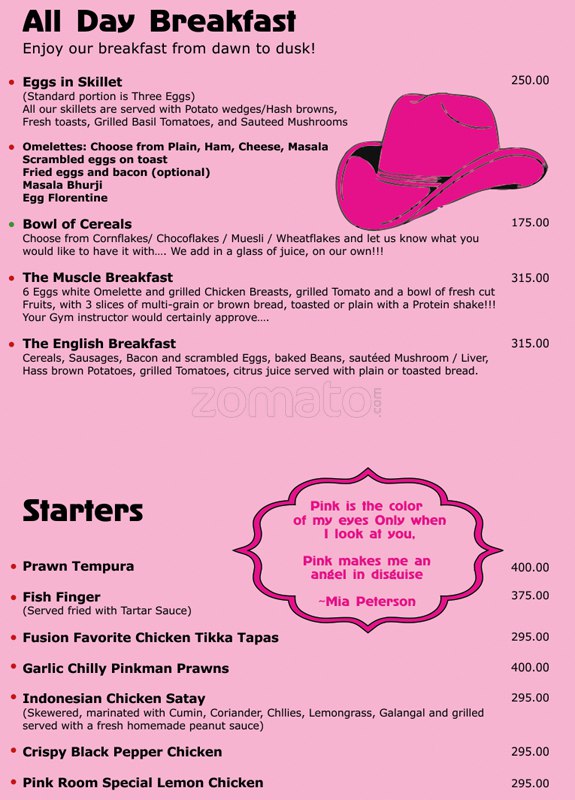 All Day Breakfast
Enjoy our breakfast from dawn to dusk!
Eggs in Skillet 250.00
(Standard portion is Three Eggs)
All our skillets are served with Potato wedges/Hash browns,
Fresh toasts, Grilled Basil Tomatoes, and Sauteed Mushrooms
Omelettes: Choose from Plain, Ham, Cheese, Masala
Scrambled eggs on toast
Fried eggs and bacon (optional)
Masala Bhurji
Egg Florentine
Bowl of Cereals 175.00
Choose from Cornflakes/ Chocoflakes / Muesli / Wheatflakes and let us know what you
would like to have it with.... We add in a glass of juice, on our own!!!
The Muscle Breakfast 315.00
6 Eggs white Omelette and grilled Chicken Breasts, grilled Tomato and a bowl of fresh cut
Fruits, with 3 slices of multi-grain or brown bread, toasted or plain with a Protein shake!!!
Your Gym instructor would certainly approve....
The English Breakfast 315.00
Cereals, Sausages, Bacon and scrambled Eggs, baked Beans, sautéed Mushroom / Liver,
Hass brown Potatoes, grilled Tomatoes, citrus juice served with plain or toasted bread.
zomato.com
Starters
Pink is the color
of my eyes Only when
I look at you,
Pink makes me an
angel in disguise
~Mia Peterson
Prawn Tempura 400.00
Fish Finger 375.00
(Served fried with Tartar Sauce)
Fusion Favorite Chicken Tikka Tapas 295.00
Garlic Chilly Pinkman Prawns 400.00
Indonesian Chicken Satay 295.00
(Skewered, marinated with Cumin, Coriander, Chllies, Lemongrass, Galangal and grilled
served with a fresh homemade peanut sauce)
Crispy Black Pepper Chicken 295.00
Pink Room Special Lemon Chicken 295.00